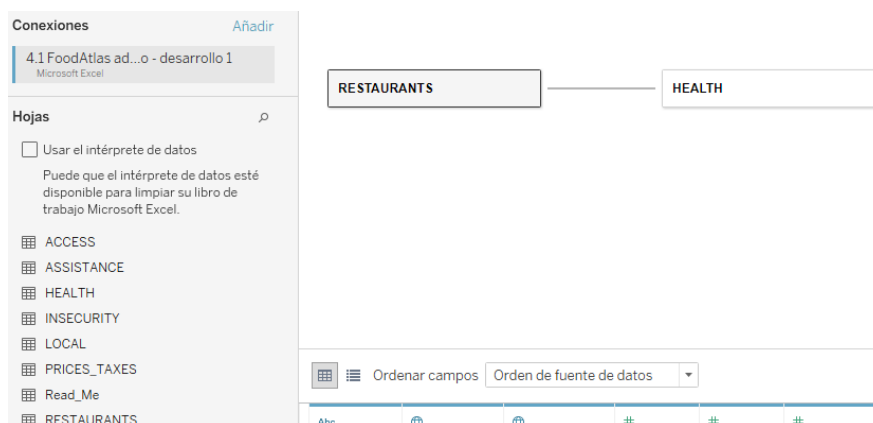 Conexiones
Añadir
4.1 FoodAtlas ad...o - desarrollo 1
Microsoft Excel
Hojas
Usar el intérprete de datos
Puede que el intérprete de datos esté
disponible para limpiar su libro de
trabajo Microsoft Excel.
ACCESS
ASSISTANCE
HEALTH
INSECURITY
LOCAL
PRICES_TAXES
Read_Me
RESTAURANTS
RESTAURANTS
HEALTH
Ordenar campos
Orden de fuente de datos
Abc
#
#
#